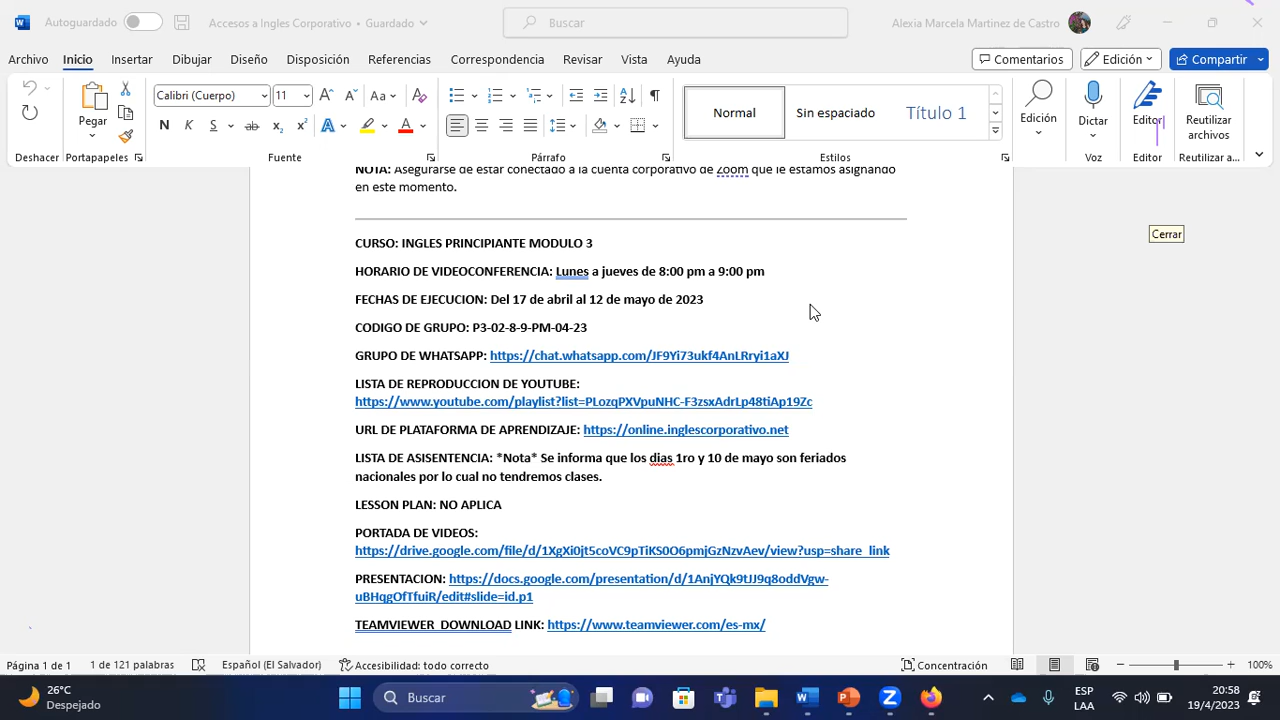 Autoguardado
Accesos a Ingles Corporativo • Guardado
Buscar
Alexia Marcela Martinez de Castro
Archivo Inicio Insertar Dibujar Diseño Disposición Referencias Correspondencia Revisar Vista Ayuda
Comentarios Edición Compartir
Pegar
Calibri (Cuerpo) 11
Normal Sin espaciado Título 1
Edición Dictar Editor Reutilizar archivos
Deshacer Portapapeles Fuente Párrafo Estilos Voz Editor Reutilizar a...
NOTA: Asegurarse de estar conectado a la cuenta corporativo de Zoom que le estamos asignando
en este momento.
Cerrar
CURSO: INGLES PRINCIPIANTE MODULO 3
HORARIO DE VIDEOCONFERENCIA: Lunes a jueves de 8:00 pm a 9:00 pm
FECHAS DE EJECUCION: Del 17 de abril al 12 de mayo de 2023
CODIGO DE GRUPO: P3-02-8-9-PM-04-23
GRUPO DE WHATSAPP: https://chat.whatsapp.com/JF9Yi73ukf4AnLRryi1aXJ
LISTA DE REPRODUCCION DE YOUTUBE:
https://www.youtube.com/playlist?list=PLozqPXVpuNHC-F3zsxAdrLp48tiAp19Zc
URL DE PLATAFORMA DE APRENDIZAJE: https://online.inglescorporativo.net
LISTA DE ASISENTENCIA: *Nota* Se informa que los dias 1ro y 10 de mayo son feriados
nacionales por lo cual no tendremos clases.
LESSON PLAN: NO APLICA
PORTADA DE VIDEOS:
https://drive.google.com/file/d/1XgXi0jt5coVC9pTiKS0O6pmjGzNzvAev/view?usp=share_link
PRESENTACION: https://docs.google.com/presentation/d/1AnjYQk9tJJ9q8oddVgw-
uBHqgOfTfuiR/edit#slide=id.p1
TEAMVIEWER DOWNLOAD LINK: https://www.teamviewer.com/es-mx/
Página 1 de 1 1 de 121 palabras Español (El Salvador) Accesibilidad: todo correcto Concentración 100%
26°C
Despejado
Buscar
ESP
LAA
20:58
19/4/2023